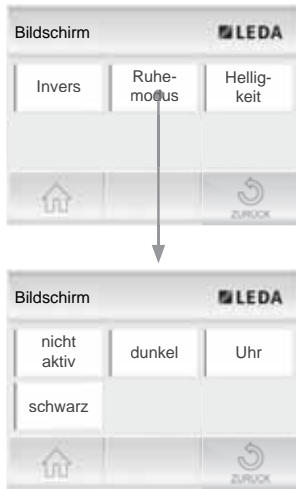 Bildschirm LEDA
Invers Ruhe- Hellig-
modus keit
ZURÜCK
Bildschirm LEDA
nicht dunkel Uhr
aktiv
schwarz
ZURÜCK